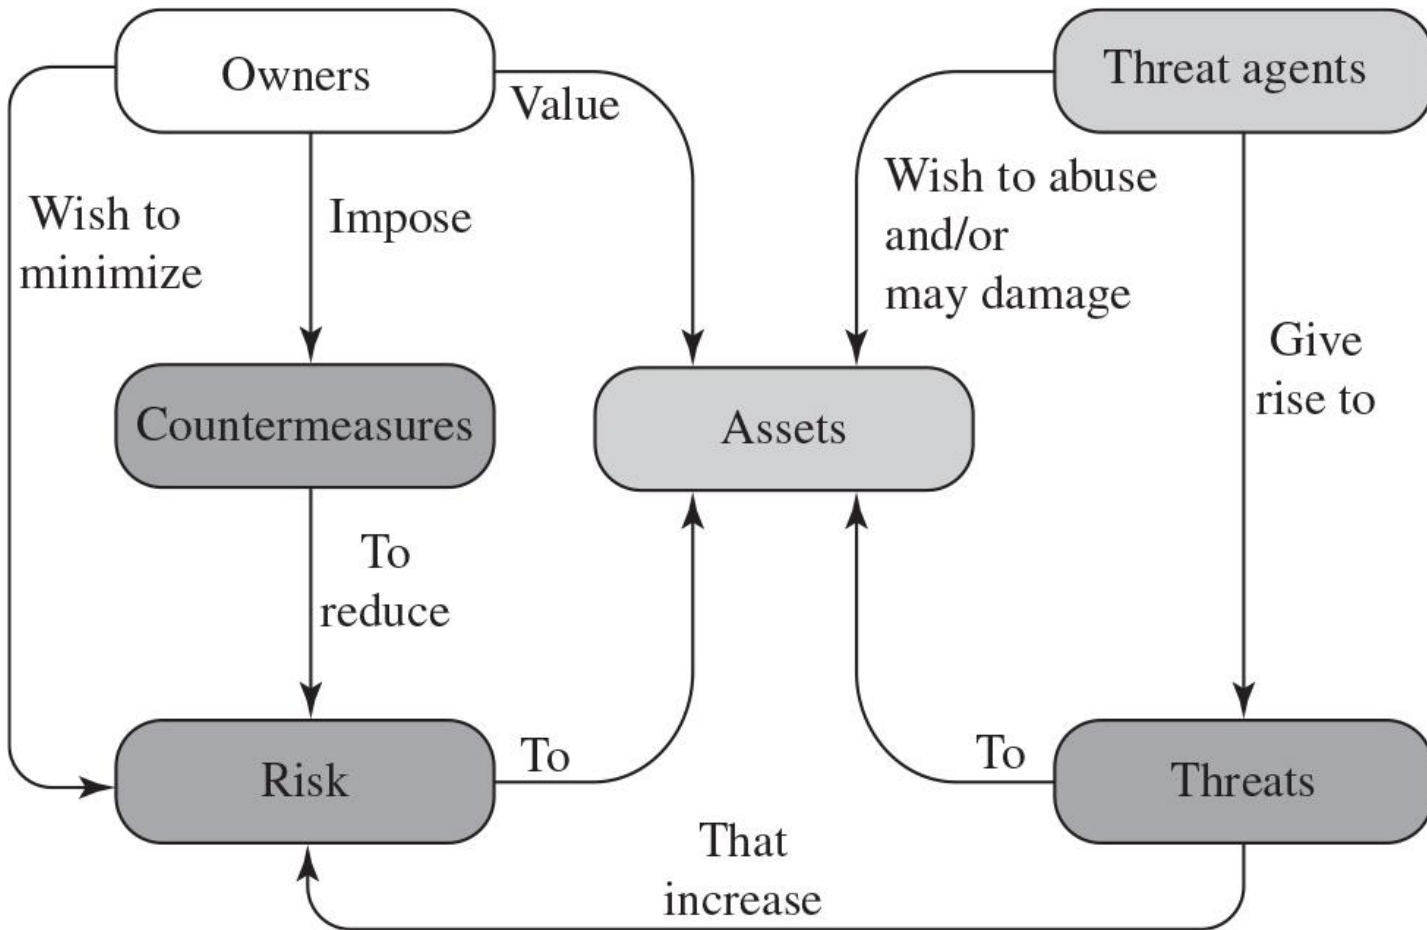 Owners
Threat agents
Value
Wish to
minimize
Impose
Wish to abuse
and/or
may damage
Give
rise to
Countermeasures
Assets
To
reduce
Risk
To
To
Threats
That
increase